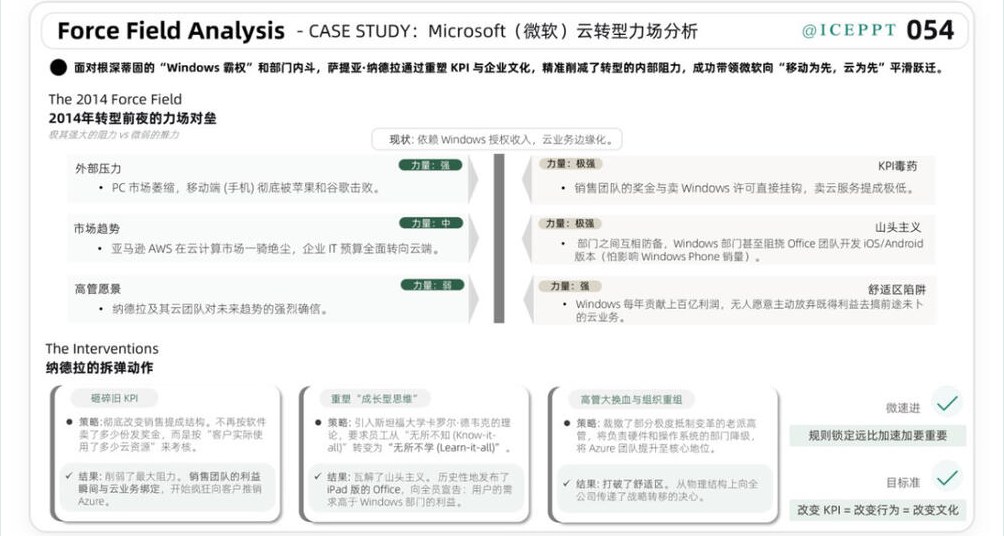 Force Field Analysis - CASE STUDY：Microsoft（微软）云转型力场分析
@ICEPPT 054
面对根深蒂固的“Windows 霸权”和部门内斗，萨提亚·纳德拉通过重塑 KPI 与企业文化，精准削减了转型的内部阻力，成功带领微软向“移动为先，云为先”平滑跃迁。
The 2014 Force Field
2014年转型前夜的力场对垒
极其强大的阻力 vs 微弱的推力
现状: 依赖 Windows 授权收入，云业务边缘化。
外部压力
力量：强
• PC 市场萎缩，移动端 (手机) 彻底被苹果和谷歌击败。
市场趋势
力量：中
• 亚马逊 AWS 在云计算市场一骑绝尘，企业 IT 预算全面转向云端。
高管愿景
力量：弱
• 纳德拉及其云团队对未来趋势的强烈确信。
力量：极强
KPI毒药
• 销售团队的奖金与卖 Windows 许可直接挂钩，卖云服务提成极低。
力量：极强
山头主义
• 部门之间互相防备，Windows 部门甚至阻挠 Office 团队开发 iOS/Android
版本（怕影响 Windows Phone 销量）。
力量：强
舒适区陷阱
• Windows 每年贡献上百亿利润，无人愿意主动放弃既得利益去搞前途未卜
的云业务。
The Interventions
纳德拉的拆弹动作
砸碎旧 KPI
● 策略: 彻底改变销售提成结构。不再按软件
卖了多少份发奖金，而是按“客户实际使
用了多少云资源”来考核。
✓ 结果: 削弱了最大阻力。销售团队的利益
瞬间与云业务绑定，开始疯狂向客户推销
Azure。
重塑“成长型思维”
● 策略: 引入斯坦福大学卡罗尔·德韦克的理
论，要求员工从“无所不知 (Know-it-
all)”转变为“无所不学 (Learn-it-all)”。
✓ 结果: 瓦解了山头主义。历史性地发布了
iPad 版的 Office，向全员宣告：用户的需
求高于 Windows 部门的利益。
高管大换血与组织重组
● 策略: 裁撤了部分极度抵制变革的老派高
管，将负责硬件和操作系统的部门降级，
将 Azure 团队提升至核心地位。
✓ 结果: 打破了舒适区。从物理结构上向全
公司传递了战略转移的决心。
微速进 ✓
规则锁定远比加速加要重要
目标准 ✓
改变 KPI = 改变行为 = 改变文化